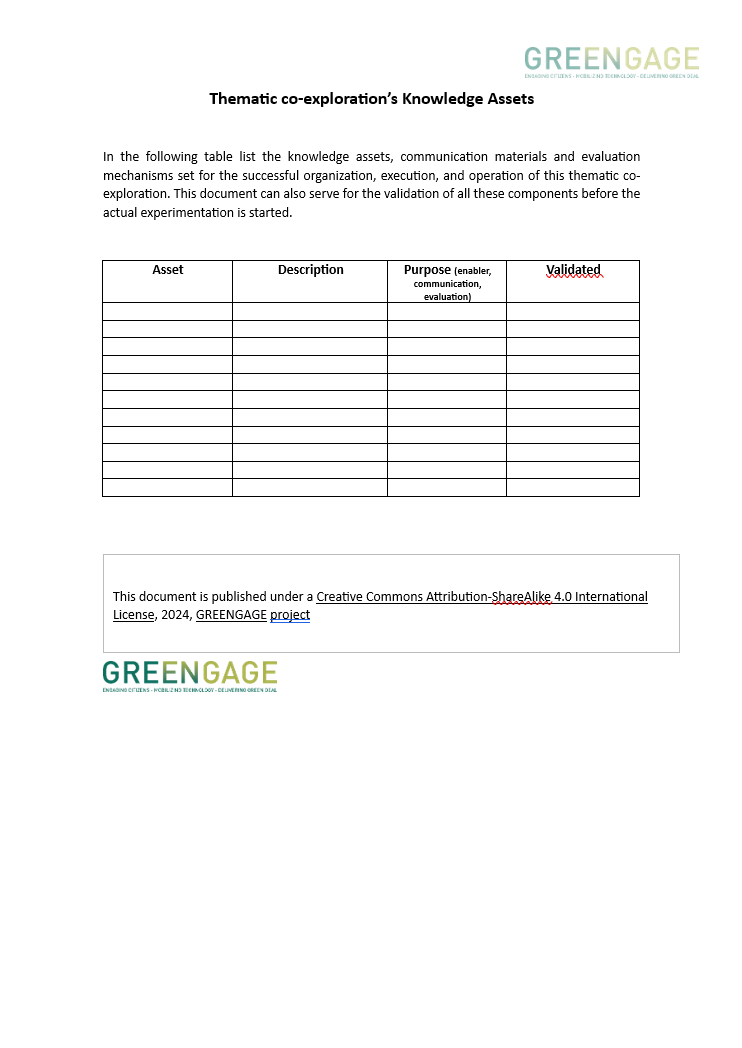 GREENGAGE
ENGAGING CITIZENS - MOBILIZING TECHNOLOGY - DELIVERING GREEN DEAL
Thematic co-exploration's Knowledge Assets
In the following table list the knowledge assets, communication materials and evaluation
mechanisms set for the successful organization, execution, and operation of this thematic co-
exploration. This document can also serve for the validation of all these components before the
actual experimentation is started.
Asset Description Purpose (enabler, Validated
communication,
evaluation)
This document is published under a Creative Commons Attribution-ShareAlike 4.0 International
License, 2024, GREENGAGE project
GREENGAGE
ENGAGING CITIZENS - MOBILIZING TECHNOLOGY - DELIVERING GREEN DEAL